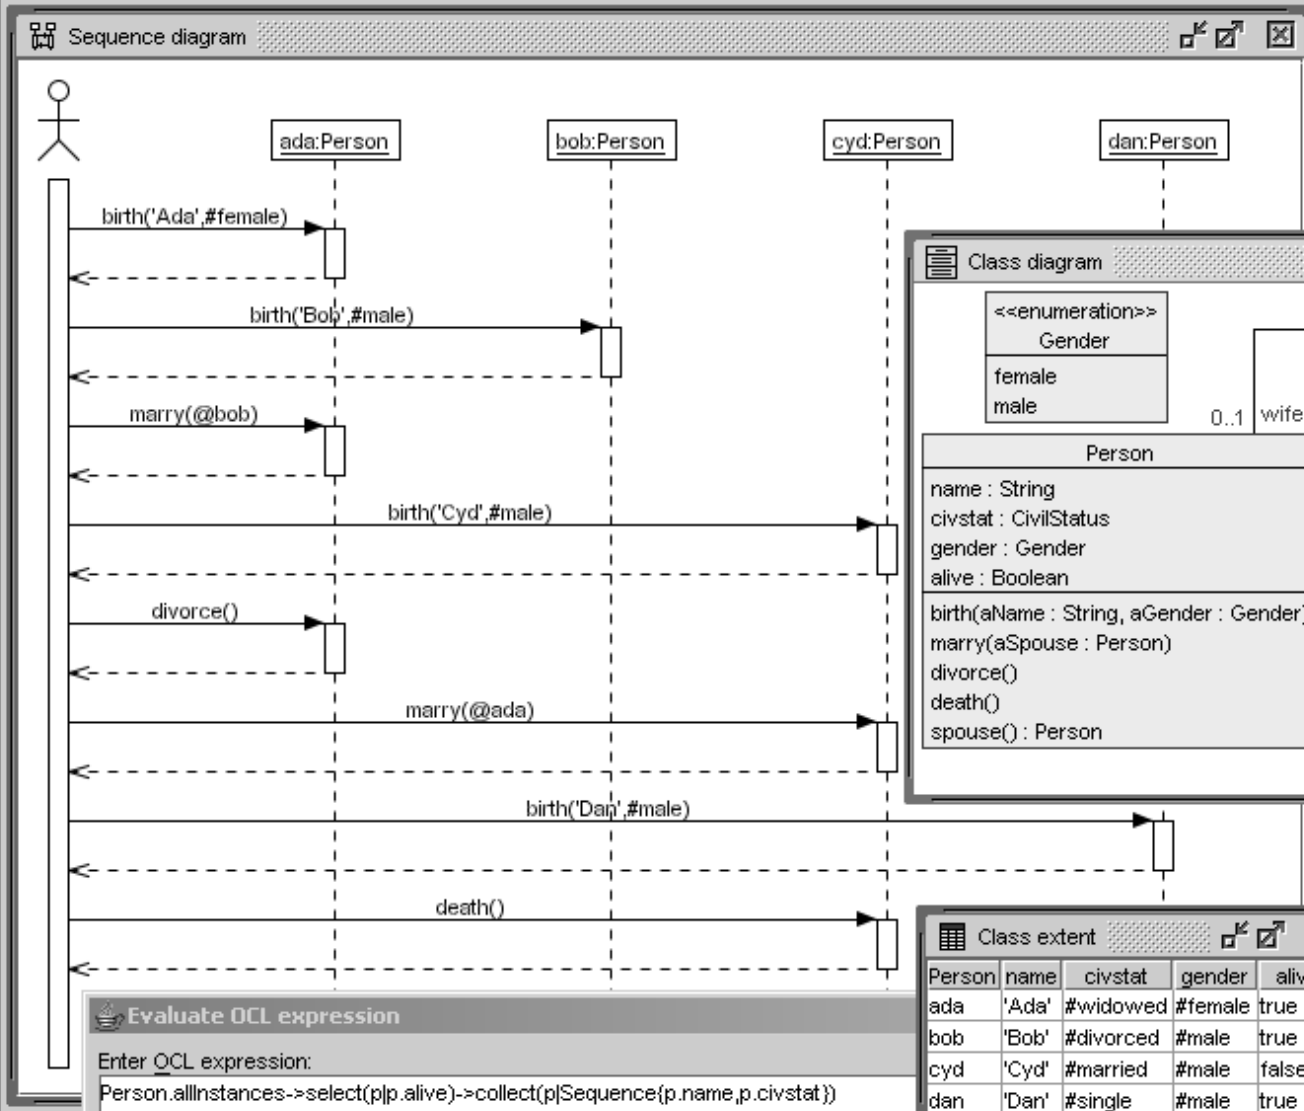 Sequence diagram
ada:Person
bob:Person
cyd:Person
dan:Person
birth('Ada',#female)
birth('Bob',#male)
marry(@bob)
birth('Cyd',#male)
divorce()
marry(@ada)
birth('Dan',#male)
death()
Class diagram
<<enumeration>>
Gender
female
male
0..1
wife
Person
name : String
civstat : CivilStatus
gender : Gender
alive : Boolean
birth(aName : String, aGender : Gender)
marry(aSpouse : Person)
divorce()
death()
spouse() : Person
Class extent
Person name civstat gender aliv
ada 'Ada' #widowed #female true
bob 'Bob' #divorced #male true
cyd 'Cyd' #married #male false
dan 'Dan' #single #male true
Evaluate OCL expression
Enter OCL expression:
Person.allInstances->select(p|p.alive)->collect(p|Sequence{p.name,p.civstat})